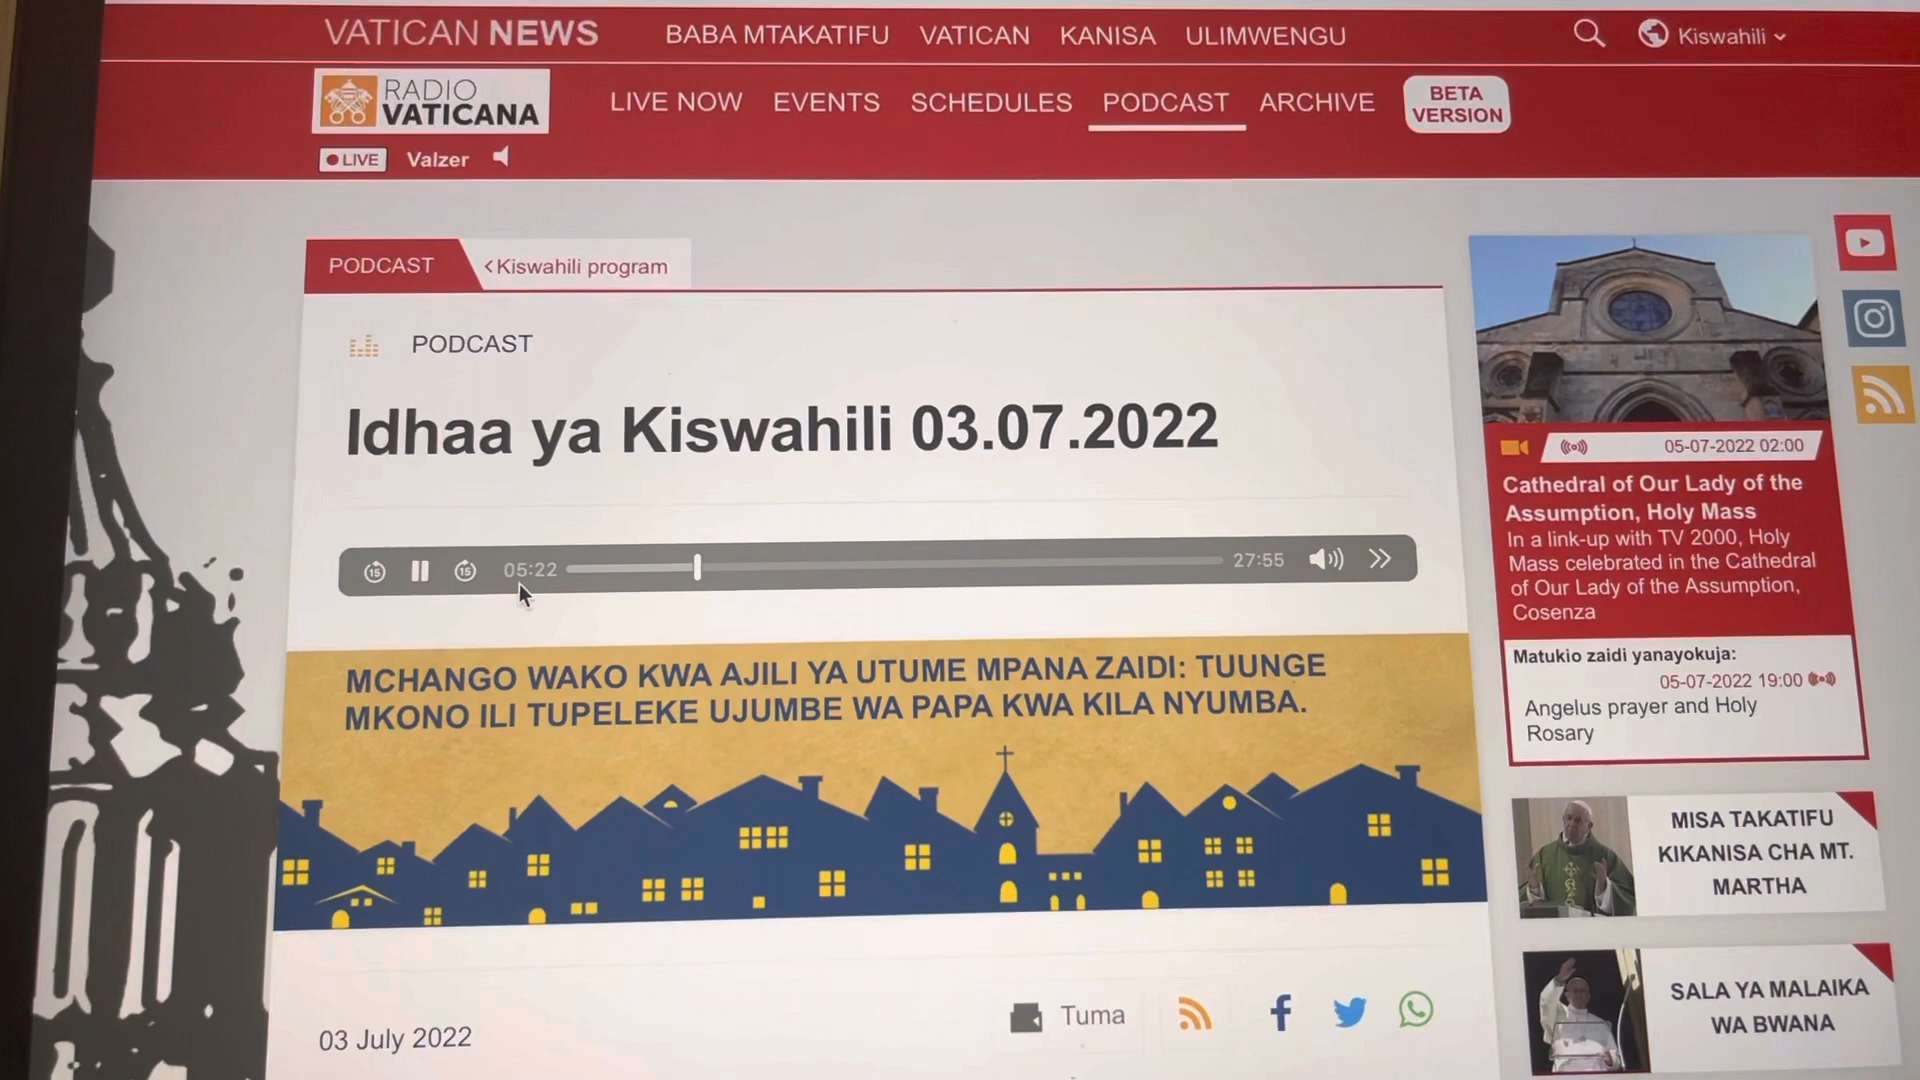 VATICAN NEWS BABA MTAKATIFU VATICAN KANISA ULIMWENGU Kiswahili
RADIO
VATICANA
LIVE NOW EVENTS SCHEDULES PODCAST ARCHIVE
BETA
VERSION
LIVE Valzer
PODCAST <Kiswahili program
PODCAST
Idhaa ya Kiswahili 03.07.2022
15 15 05:22 27:55
MCHANGO WAKO KWA AJILI YA UTUME MPANA ZAIDI: TUUNGE
MKONO ILI TUPELEKE UJUMBE WA PAPA KWA KILA NYUMBA.
03 July 2022
Tuma
05-07-2022 02:00
Cathedral of Our Lady of the
Assumption, Holy Mass
In a link-up with TV 2000, Holy
Mass celebrated in the Cathedral
of Our Lady of the Assumption,
Cosenza
Matukio zaidi yanayokuja:
05-07-2022 19:00
Angelus prayer and Holy
Rosary
MISA TAKATIFU
KIKANISA CHA MT.
MARTHA
SALA YA MALAIKA
WA BWANA